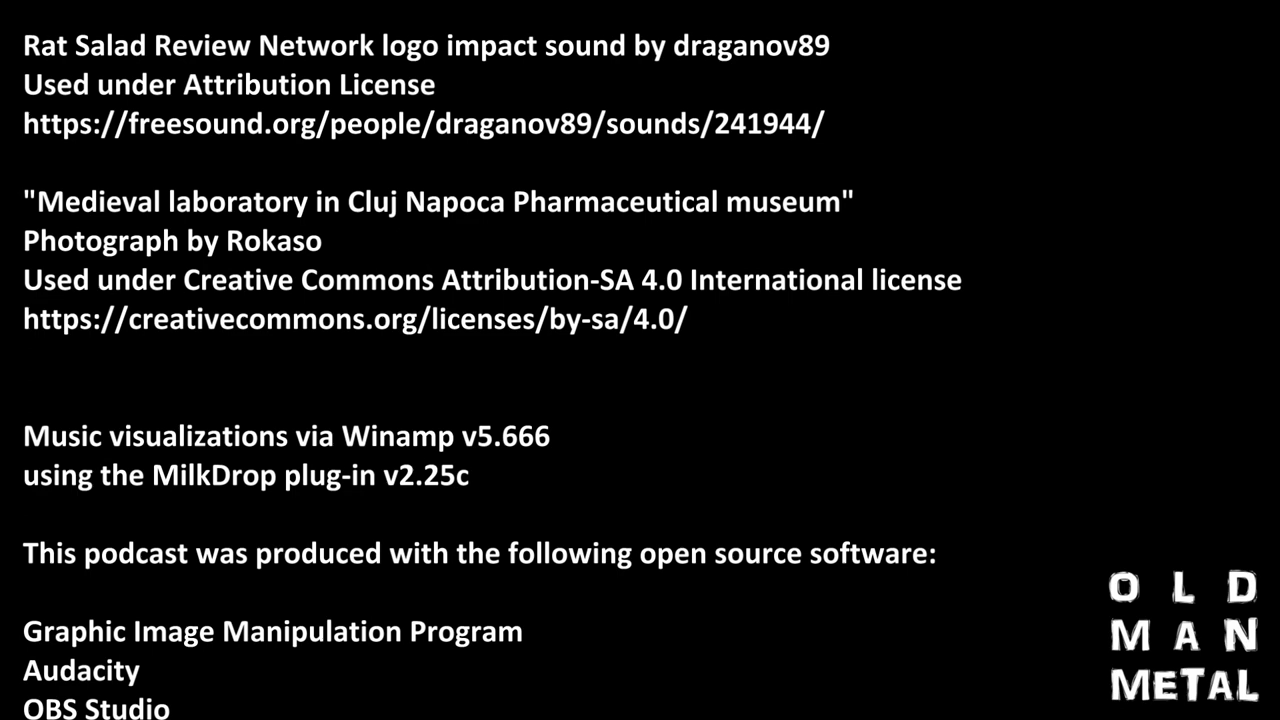 Rat Salad Review Network logo impact sound by draganov89
Used under Attribution License
https://freesound.org/people/draganov89/sounds/241944/
"Medieval laboratory in Cluj Napoca Pharmaceutical museum"
Photograph by Rokaso
Used under Creative Commons Attribution-SA 4.0 International license
https://creativecommons.org/licenses/by-sa/4.0/
Music visualizations via Winamp v5.666
using the MilkDrop plug-in v2.25c
This podcast was produced with the following open source software:
Graphic Image Manipulation Program
Audacity
OBS Studio
OLD
MAN
METAL